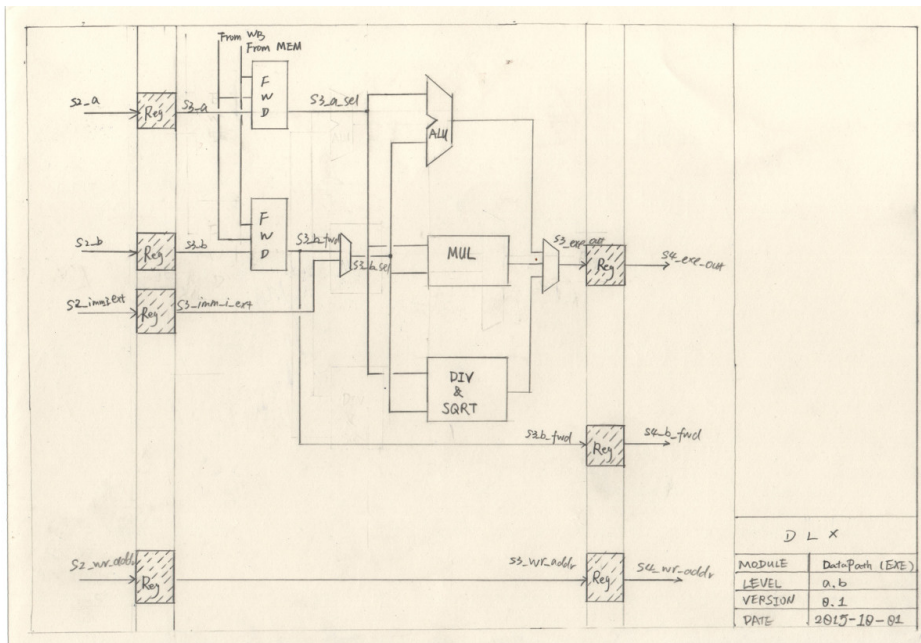 From WB
From MEM
F
W
D
S2_a
Reg
S3_a
S3_a_sel
ALU
F
W
D
S2_b
Reg
S3_b
S3_b_fwd
S3_b_sel
MUL
S3_exe_out
Reg
S4_exe_out
S2_imm_ext
Reg
S3_imm_i_ext
DIV
&
SQRT
S3_b_fwd
Reg
S4_b_fwd
S2_wr_addr
Reg
S3_wr_addr
Reg
S4_wr_addr
DLX
MODULE DataPath (EXE)
LEVEL a.b
VERSION 0.1
DATE 2015-10-01